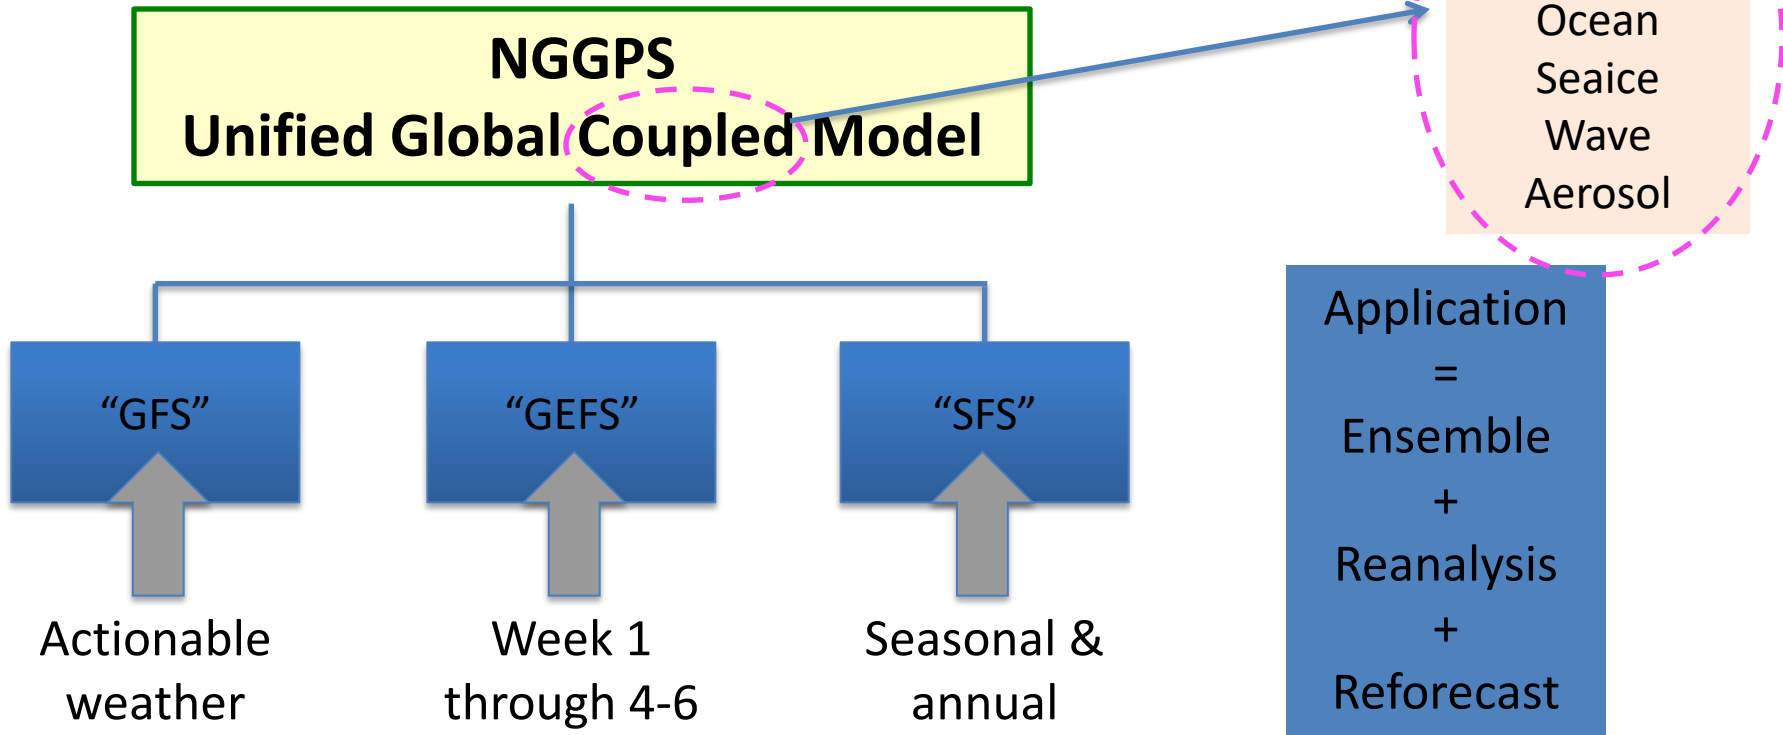 NGGPS
Unified Global Coupled Model
Ocean
Seaice
Wave
Aerosol
“GFS”
“GEFS”
“SFS”
Actionable
weather
Week 1
through 4-6
Seasonal &
annual
Application
=
Ensemble
+
Reanalysis
+
Reforecast